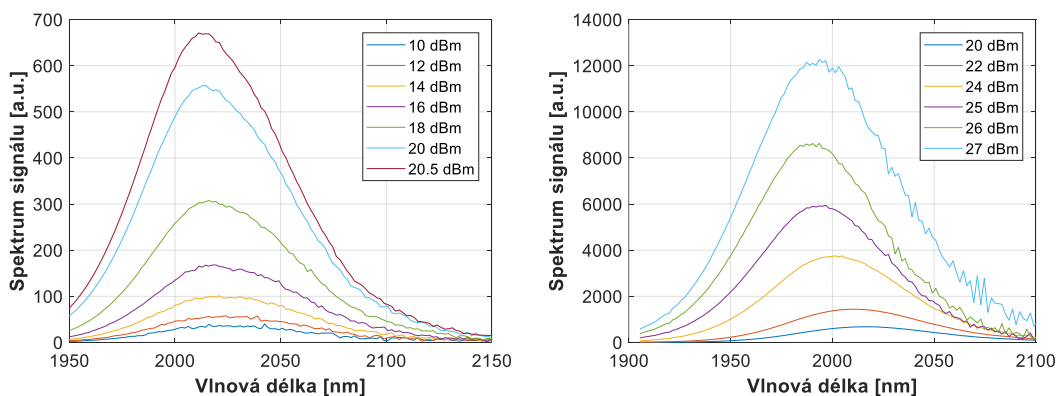 Spektrum signálu [a.u.]
700
600
500
400
300
200
100
0
1950
2000
2050
2100
2150
Vlnová délka [nm]
10 dBm
12 dBm
14 dBm
16 dBm
18 dBm
20 dBm
20.5 dBm
Spektrum signálu [a.u.]
14000
12000
10000
8000
6000
4000
2000
0
1900
1950
2000
2050
2100
Vlnová délka [nm]
20 dBm
22 dBm
24 dBm
25 dBm
26 dBm
27 dBm